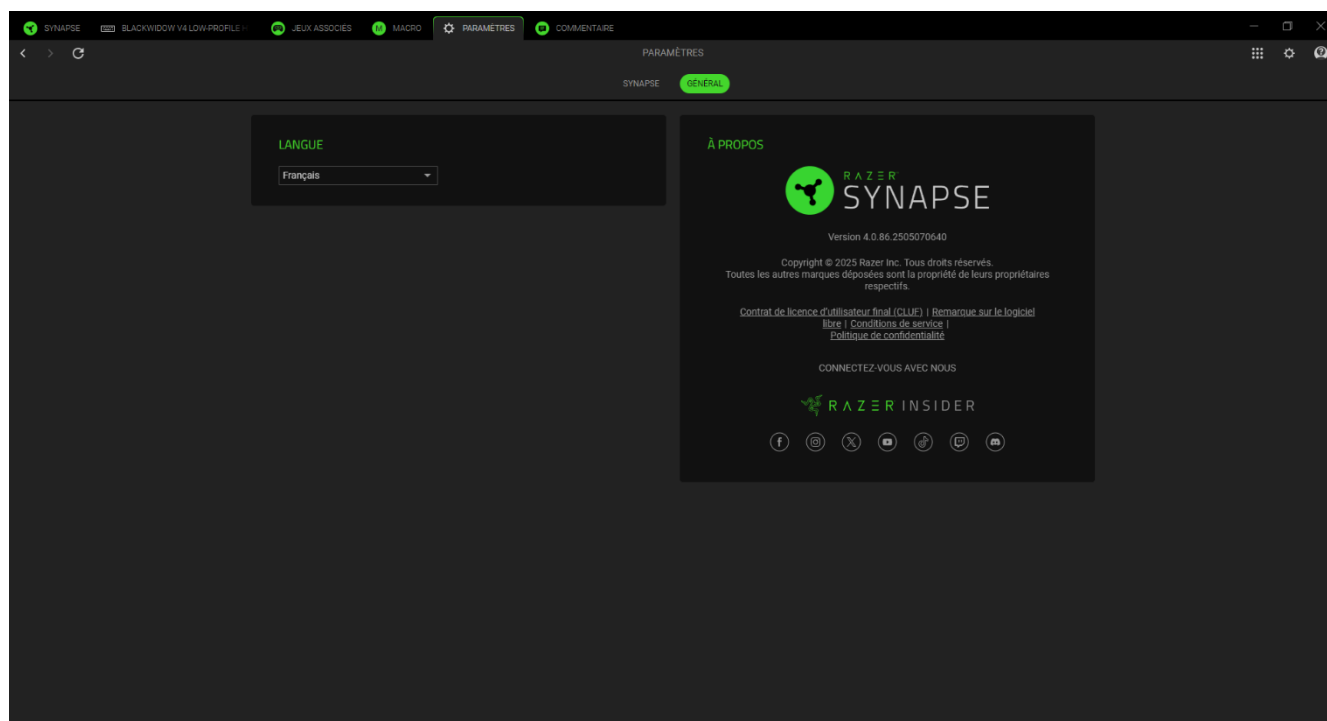 SYNAPSE
BLACKWIDOW V4 LOW-PROFILE H
JEUX ASSOCIÉS
M
MACRO
PARAMÈTRES
COMMENTAIRE
PARAMÈTRES
SYNAPSE
GÉNÉRAL
LANGUE
Français
À PROPOS
RAZER
SYNAPSE
Version 4.0.86.2505070640
Copyright © 2025 Razer Inc. Tous droits réservés.
Toutes les autres marques déposées sont la propriété de leurs propriétaires
respectifs.
Contrat de licence d'utilisateur final (CLUF) | Remarque sur le logiciel
libre | Conditions de service |
Politique de confidentialité
CONNECTEZ-VOUS AVEC NOUS
RAZER INSIDER